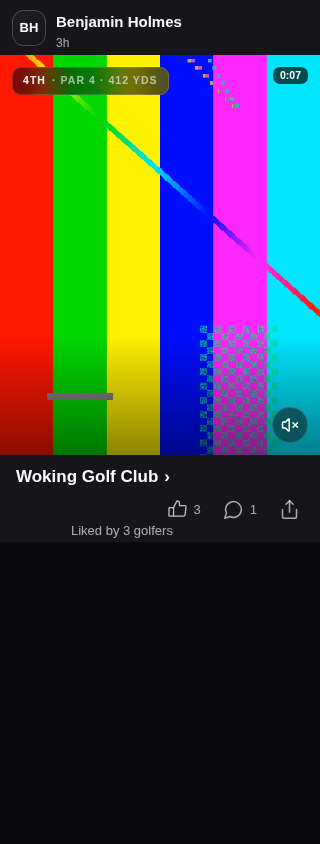 BH
Benjamin Holmes
3h
4TH · PAR 4 · 412 YDS
0:07
Woking Golf Club ›
3
1
Liked by 3 golfers